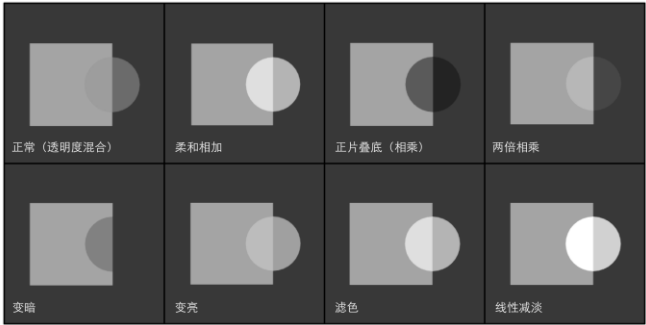 正常（透明度混合）
柔和相加
正片叠底（相乘）
两倍相乘
变暗
变亮
滤色
线性减淡